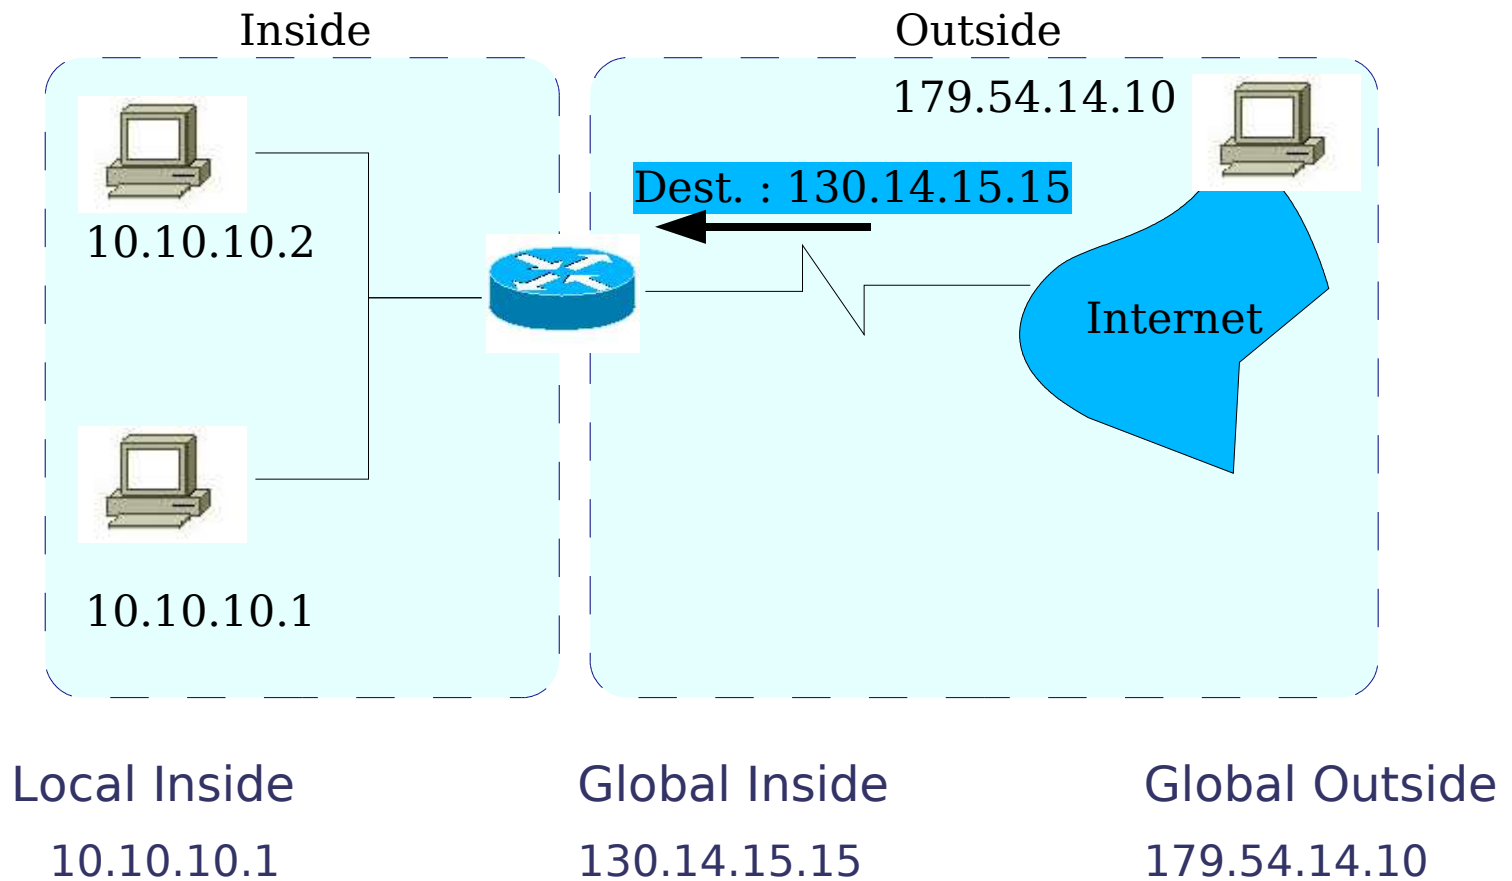 Inside
Outside
179.54.14.10
Dest. : 130.14.15.15
10.10.10.2
Internet
10.10.10.1
Local Inside
Global Inside
Global Outside
10.10.10.1
130.14.15.15
179.54.14.10